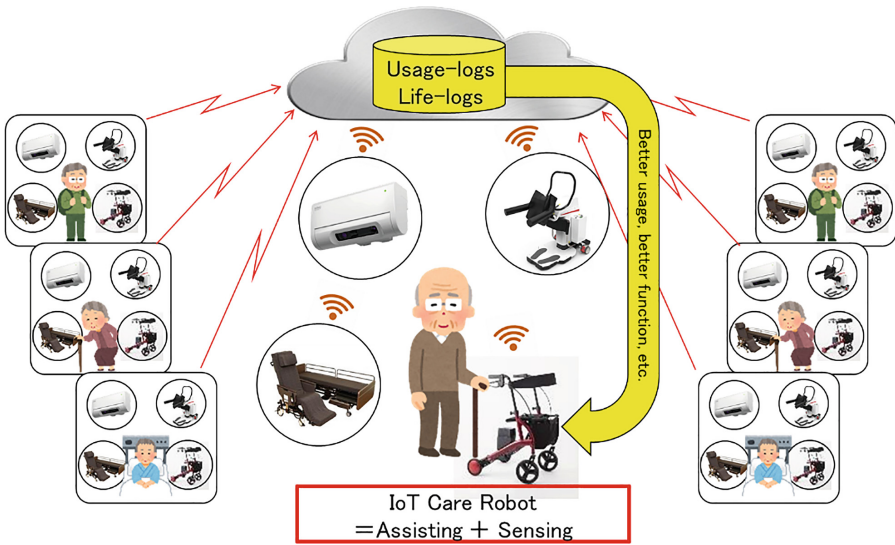 Usage-logs
Life-logs
Better usage, better function, etc.
IoT Care Robot
=Assisting + Sensing